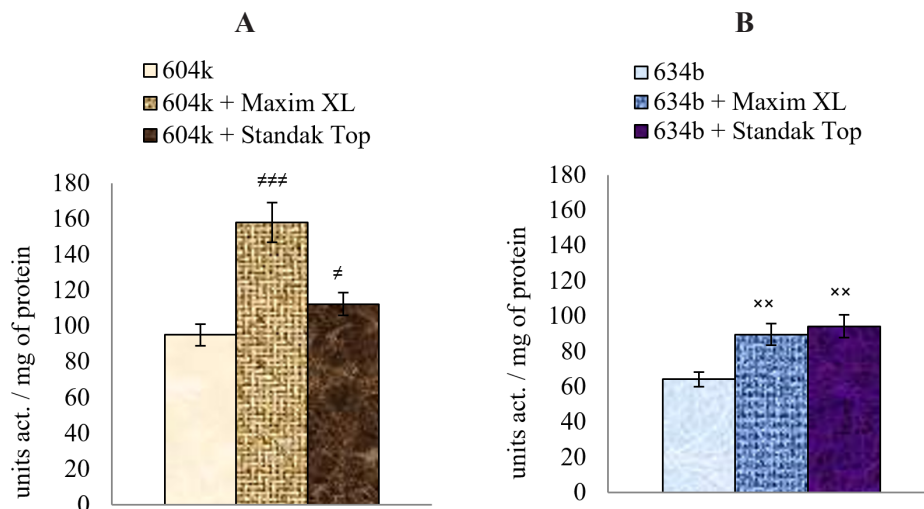 A
604k
604k + Maxim XL
604k + Standak Top
units act. / mg of protein
180
160
140
120
100
80
60
40
20
0
≠≠≠
≠
B
634b
634b + Maxim XL
634b + Standak Top
units act. / mg of protein
180
160
140
120
100
80
60
40
20
0
××
××